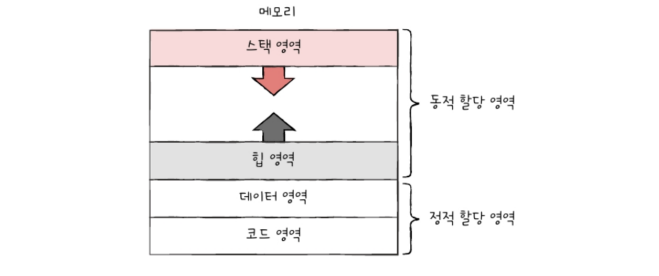 메모리
스택 영역
동적 할당 영역
힙 영역
데이터 영역
정적 할당 영역
코드 영역